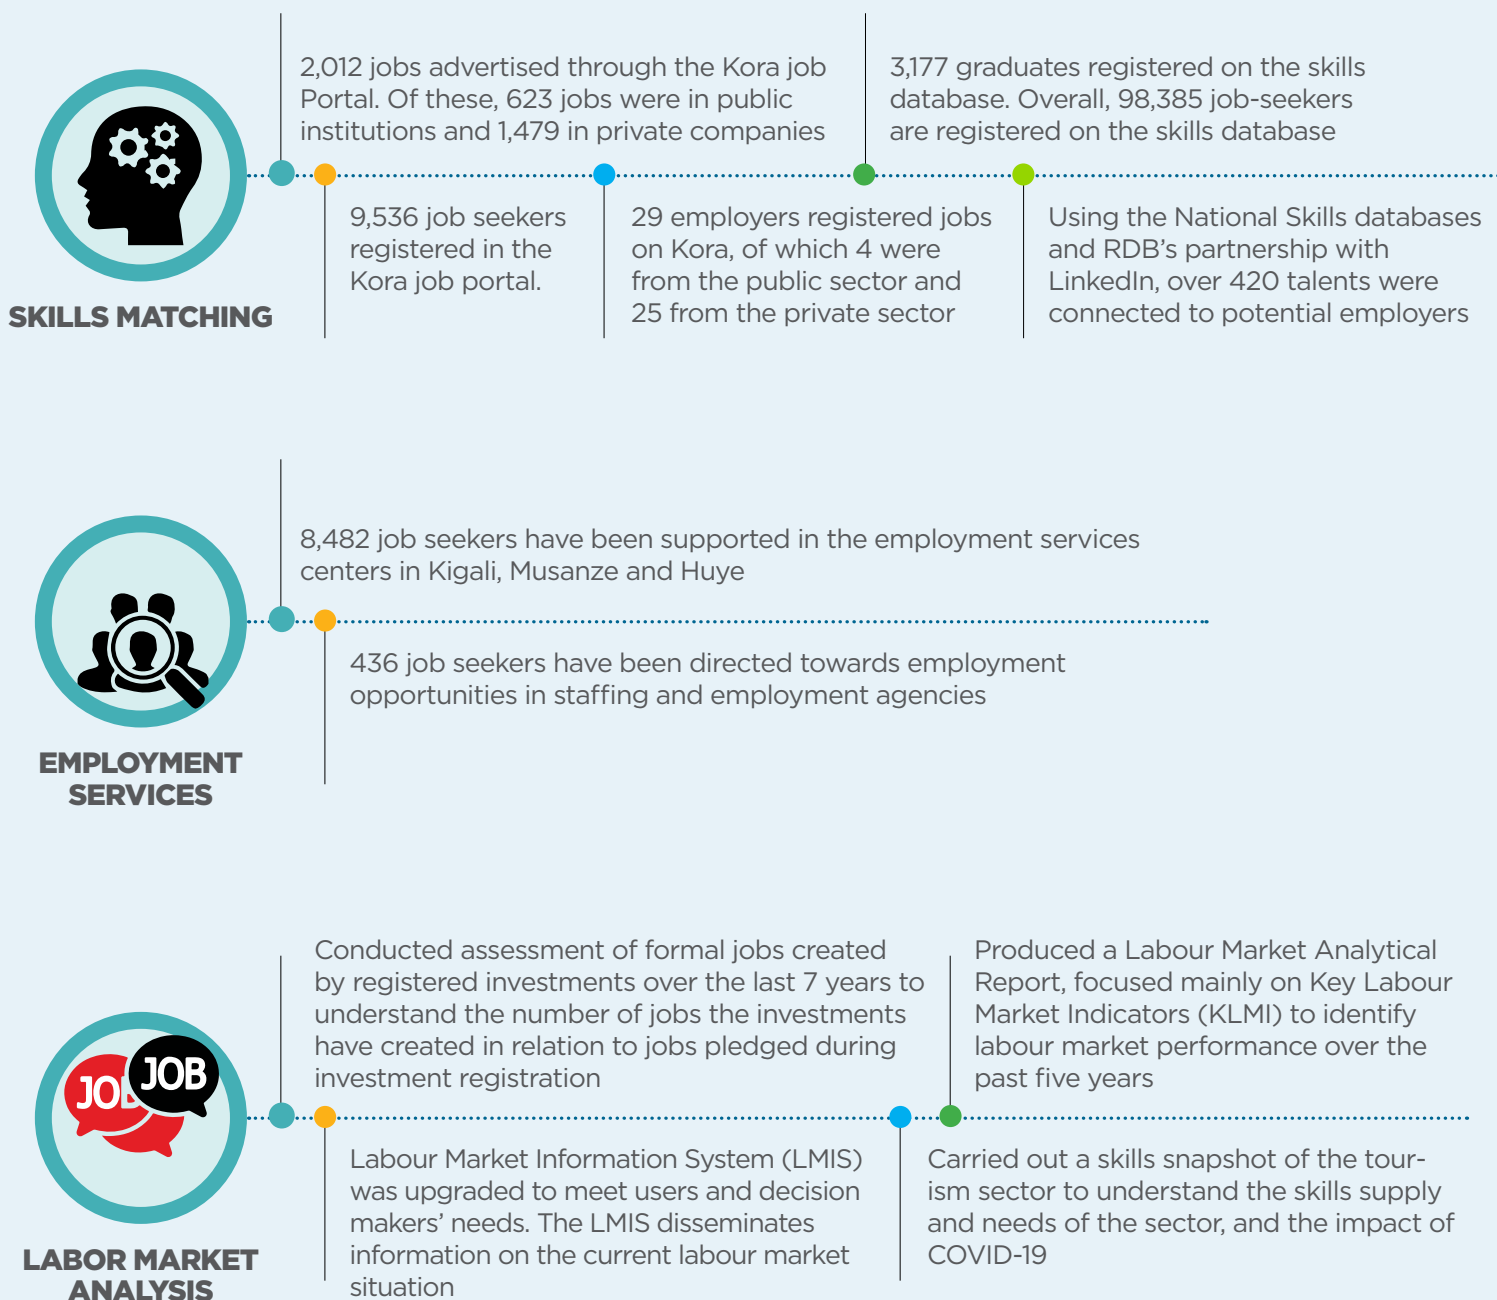 2,012 jobs advertised through the Kora job
Portal. Of these, 623 jobs were in public
institutions and 1,479 in private companies
3,177 graduates registered on the skills
database. Overall, 98,385 job-seekers
are registered on the skills database
9,536 job seekers
registered in the
Kora job portal.
29 employers registered jobs
on Kora, of which 4 were
from the public sector and
25 from the private sector
Using the National Skills databases
and RDB’s partnership with
LinkedIn, over 420 talents were
connected to potential employers
SKILLS MATCHING
8,482 job seekers have been supported in the employment services
centers in Kigali, Musanze and Huye
436 job seekers have been directed towards employment
opportunities in staffing and employment agencies
EMPLOYMENT
SERVICES
Conducted assessment of formal jobs created
by registered investments over the last 7 years to
understand the number of jobs the investments
have created in relation to jobs pledged during
investment registration
Produced a Labour Market Analytical
Report, focused mainly on Key Labour
Market Indicators (KLMI) to identify
labour market performance over the
past five years
JOB
JOB
Labour Market Information System (LMIS)
was upgraded to meet users and decision
makers’ needs. The LMIS disseminates
information on the current labour market
situation
Carried out a skills snapshot of the tour-
ism sector to understand the skills supply
and needs of the sector, and the impact of
COVID-19
LABOR MARKET
ANALYSIS